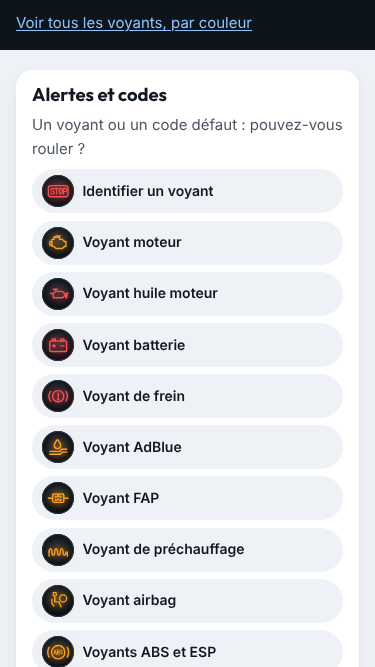 Voir tous les voyants, par couleur
Alertes et codes
Un voyant ou un code défaut : pouvez-vous
rouler ?
STOP Identifier un voyant
Voyant moteur
Voyant huile moteur
Voyant batterie
Voyant de frein
Voyant AdBlue
Voyant FAP
Voyant de préchauffage
Voyant airbag
ABS Voyants ABS et ESP